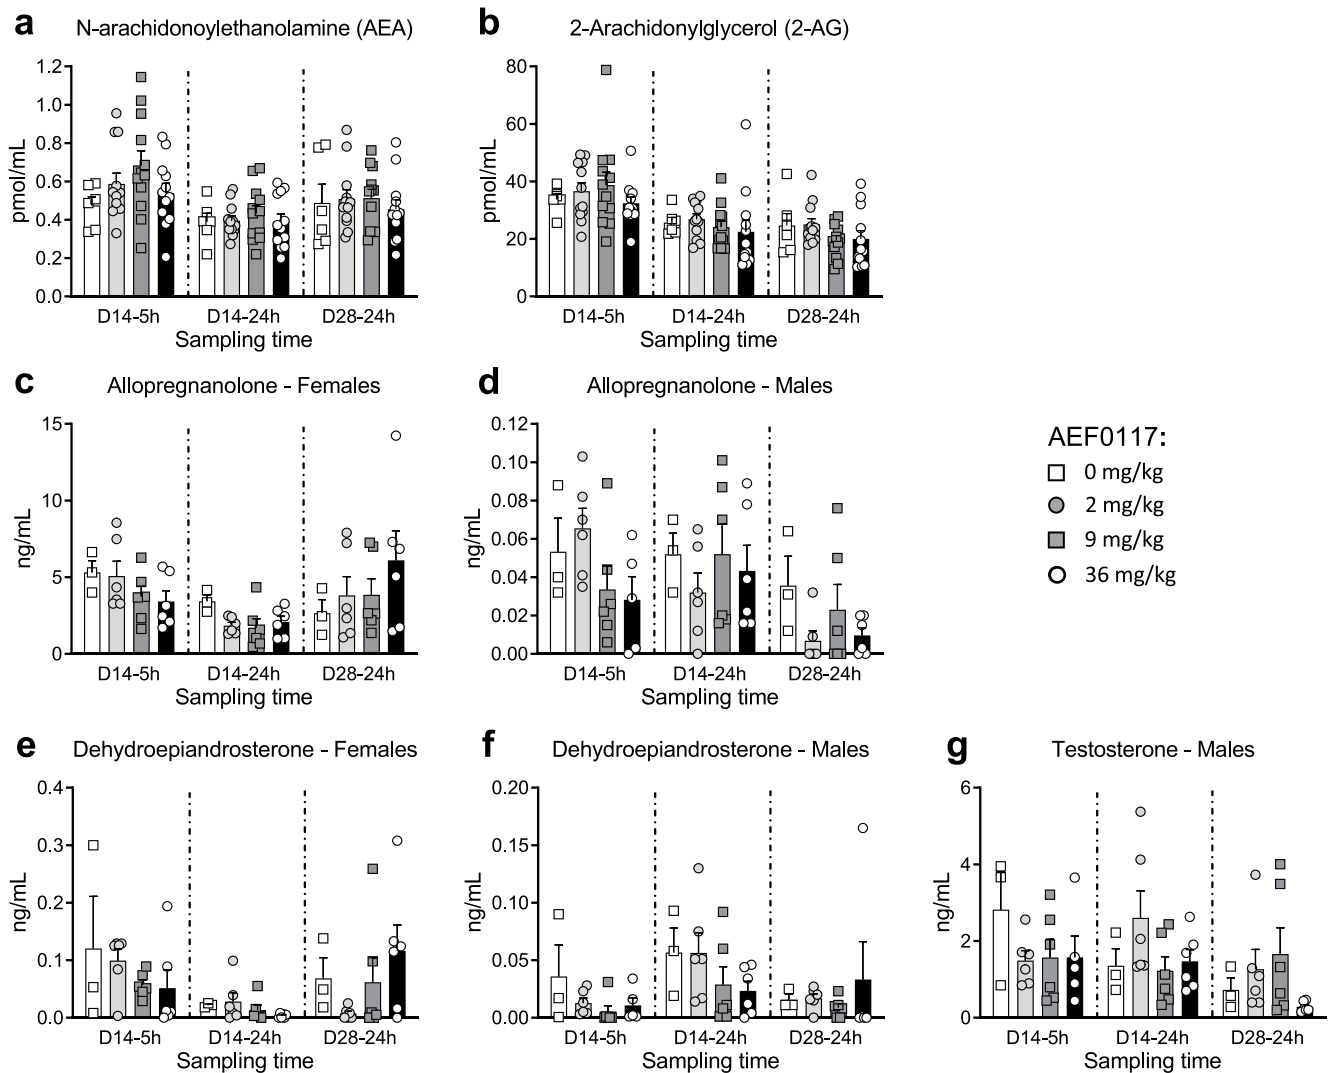 a N-arachidonoylethanolamine (AEA)
1.2
1.0
0.8
0.6
0.4
0.2
0.0
pmol/mL
D14-5h D14-24h D28-24h
Sampling time
b 2-Arachidonylglycerol (2-AG)
80
60
40
20
0
pmol/mL
D14-5h D14-24h D28-24h
Sampling time
c Allopregnanolone - Females
15
10
5
0
ng/mL
D14-5h D14-24h D28-24h
Sampling time
d Allopregnanolone - Males
0.12
0.10
0.08
0.06
0.04
0.02
0.00
ng/mL
D14-5h D14-24h D28-24h
Sampling time
AEF0117:
0 mg/kg
2 mg/kg
9 mg/kg
36 mg/kg
e Dehydroepiandrosterone - Females
0.4
0.3
0.2
0.1
0.0
ng/mL
D14-5h D14-24h D28-24h
Sampling time
f Dehydroepiandrosterone - Males
0.20
0.15
0.10
0.05
0.00
ng/mL
D14-5h D14-24h D28-24h
Sampling time
g Testosterone - Males
6
4
2
0
ng/mL
D14-5h D14-24h D28-24h
Sampling time